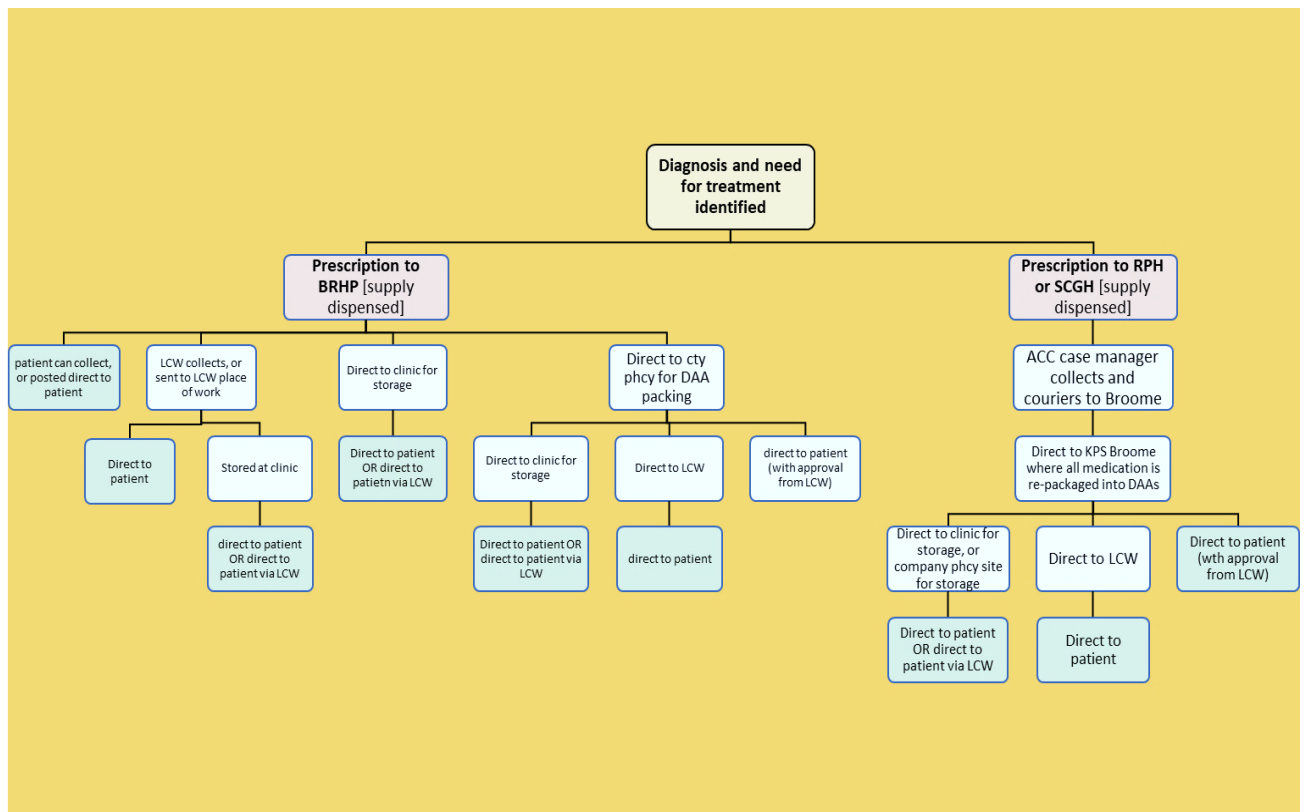 Diagnosis and need
for treatment
identified
Prescription to
BRHP [supply
dispensed]
Prescription to RPH
or SCGH [supply
dispensed]
patient can collect,
or posted direct to
patient
LCW collects, or
sent to LCW place
of work
Direct to clinic for
storage
Direct to cty
phcy for DAA
packing
ACC case manager
collects and
couriers to Broome
Direct to
patient
Stored at clinic
Direct to patient
OR direct to
patietn via LCW
Direct to clinic for
storage
Direct to LCW
direct to patient
(with approval
from LCW)
Direct to KPS Broome
where all medication is
re-packaged into DAAs
direct to patient
OR direct to
patient via LCW
Direct to patient OR
direct to patient via
LCW
direct to patient
Direct to clinic for
storage, or
company phcy site
for storage
Direct to LCW
Direct to patient
(wth approval
from LCW)
Direct to patient
OR direct to
patient via LCW
Direct to
patient